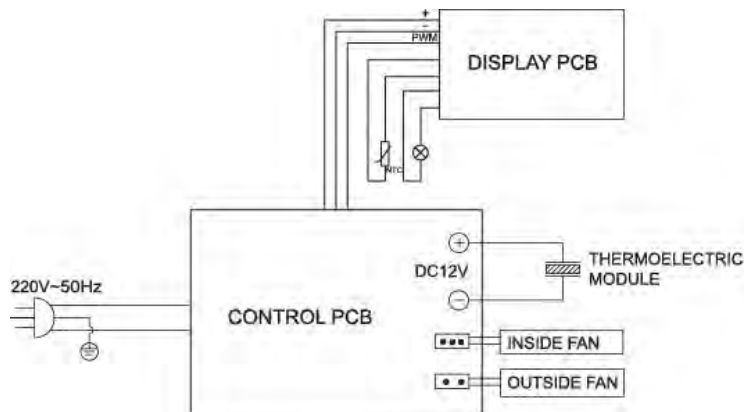 +
-
PWM
DISPLAY PCB
NTC
220V~50Hz
CONTROL PCB
+
DC12V
−
THERMOELECTRIC
MODULE
INSIDE FAN
OUTSIDE FAN